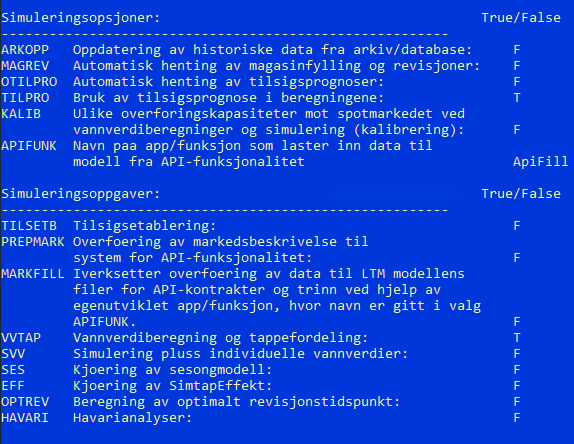 Simuleringsopsjoner: True/False
--------------------------------------------------------
ARKOPP Oppdatering av historiske data fra arkiv/database: F
MAGREV Automatisk henting av magasinfylling og revisjoner: F
OTILPRO Automatisk henting av tilsigsprognoser: F
TILPRO Bruk av tilsigsprognose i beregningene: T
KALIB Ulike overforingskapasiteter mot spotmarkedet ved
vannverdiberegninger og simulering (kalibrering): F
APIFUNK Navn paa app/funksjon som laster inn data til
modell fra API-funksjonalitet ApiFill
Simuleringsoppgaver: True/False
--------------------------------------------------------
TILSETB Tilsigsetablering: F
PREPMARK Overfoering av markedsbeskrivelse til
system for API-funksjonalitet: F
MARKFILL Iverksetter overfoering av data til LTM modellens
filer for API-kontrakter og trinn ved hjelp av
egenutviklet app/funksjon, hvor navn er gitt i valg
APIFUNK. F
VVTAP Vannverdiberegning og tappefordeling: T
SVV Simulering pluss individuelle vannverdier: F
SES Kjoering av sesongmodell: F
EFF Kjoering av SimtapEffekt: F
OPTREV Beregning av optimalt revisjonstidspunkt: F
HAVARI Havarianalyser: F